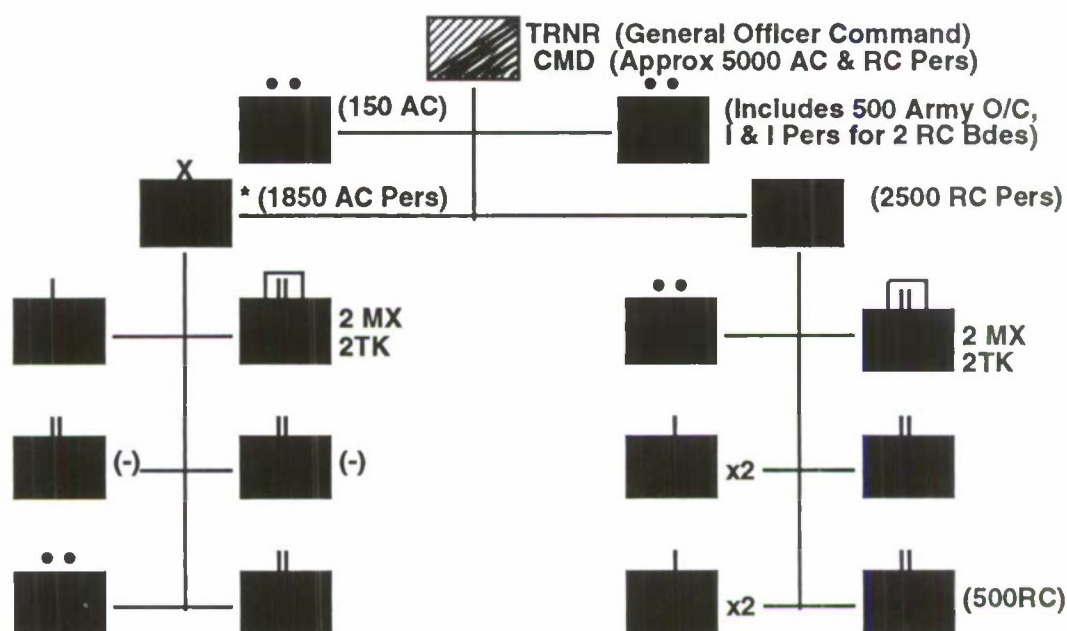 TRNR (General Officer Command)
CMD (Approx 5000 AC & RC Pers)
(150 AC)
(Includes 500 Army O/C,
I & I Pers for 2 RC Bdes)
X
* (1850 AC Pers)
(2500 RC Pers)
2 MX
2TK
2 MX
2TK
(-)
(-)
x2
x2
(500RC)